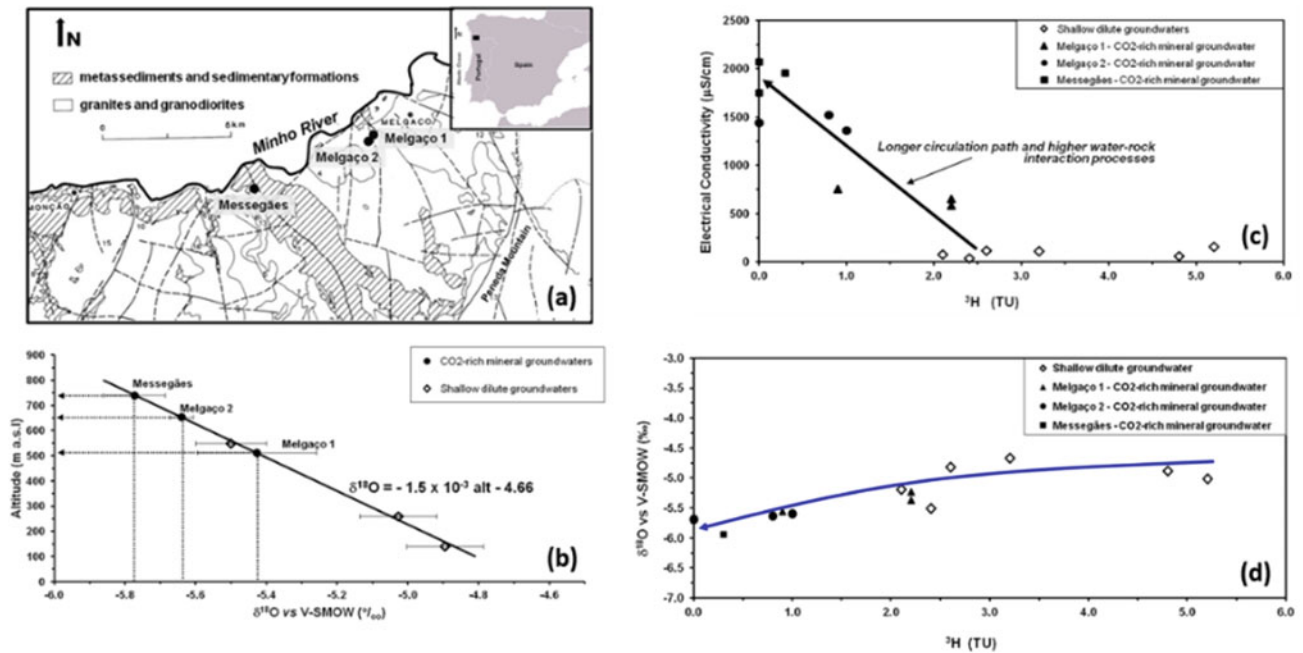 N
metassediments and sedimentary formations
granites and granodiorites
0 6 km
Minho River
MELGAÇO
Melgaço 1
Melgaço 2
Messegães
MONÇÃO
Peneda Mountain
Portugal
Spain
(a)
Electrical Conductivity (µS/cm)
2500
2000
1500
1000
500
0
◇ Shallow dilute groundwaters
▲ Melgaço 1 - CO2-rich mineral groundwater
● Melgaço 2 - CO2-rich mineral groundwater
■ Messegães - CO2-rich mineral groundwater
Longer circulation path and higher water-rock
interaction processes
(c)
0.0 1.0 2.0 3.0 4.0 5.0 6.0
³H (TU)
Altitude (m a.s.l)
900
800
700
600
500
400
300
200
100
0
● CO2-rich mineral groundwaters
◇ Shallow dilute groundwaters
Messegães
Melgaço 2
Melgaço 1
δ¹⁸O = - 1.5 x 10⁻³ alt - 4.66
(b)
-6.0 -5.8 -5.6 -5.4 -5.2 -5.0 -4.8 -4.6
δ¹⁸O vs V-SMOW (°/₀₀)
δ¹⁸O vs V-SMOW (‰)
-3.0
-3.5
-4.0
-4.5
-5.0
-5.5
-6.0
-6.5
-7.0
◇ Shallow dilute groundwater
▲ Melgaço 1 - CO2-rich mineral groundwater
● Melgaço 2 - CO2-rich mineral groundwater
■ Messegães - CO2-rich mineral groundwater
(d)
0.0 1.0 2.0 3.0 4.0 5.0 6.0
³H (TU)